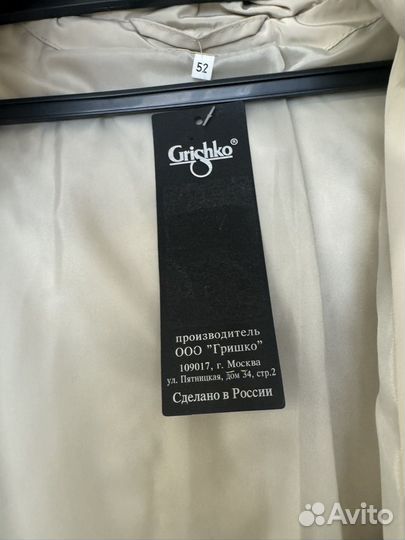 52
Grishko®
производитель
ООО "Гришко"
109017, г. Москва
ул. Пятницкая, дом 34, стр.2
Сделано в России
Avito